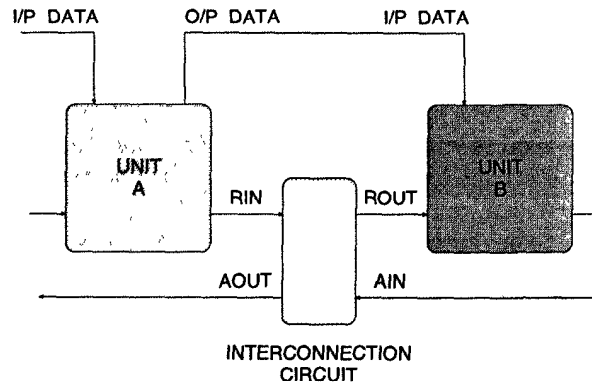 I/P DATA
O/P DATA
I/P DATA
UNIT
A
UNIT
B
RIN
ROUT
AOUT
AIN
INTERCONNECTION
CIRCUIT